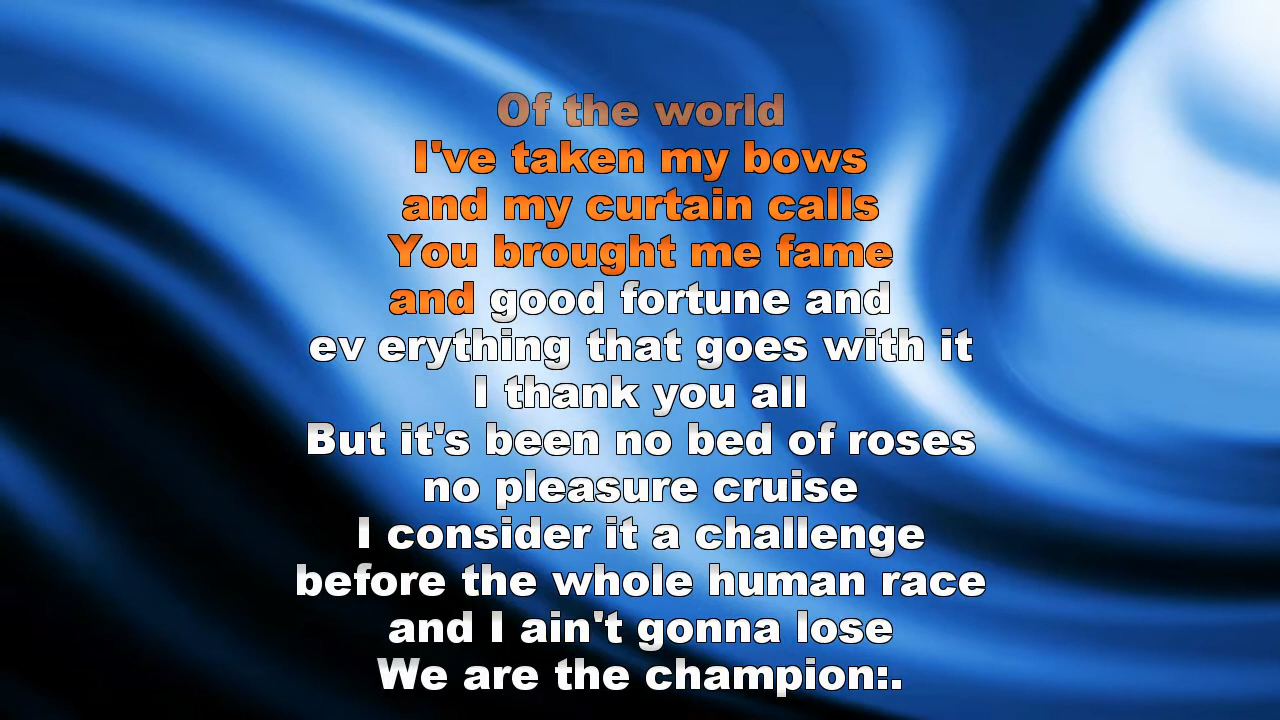 Of the world
I've taken my bows
and my curtain calls
You brought me fame
and good fortune and
ev erything that goes with it
I thank you all
But it's been no bed of roses
no pleasure cruise
I consider it a challenge
before the whole human race
and I ain't gonna lose
We are the champion:.